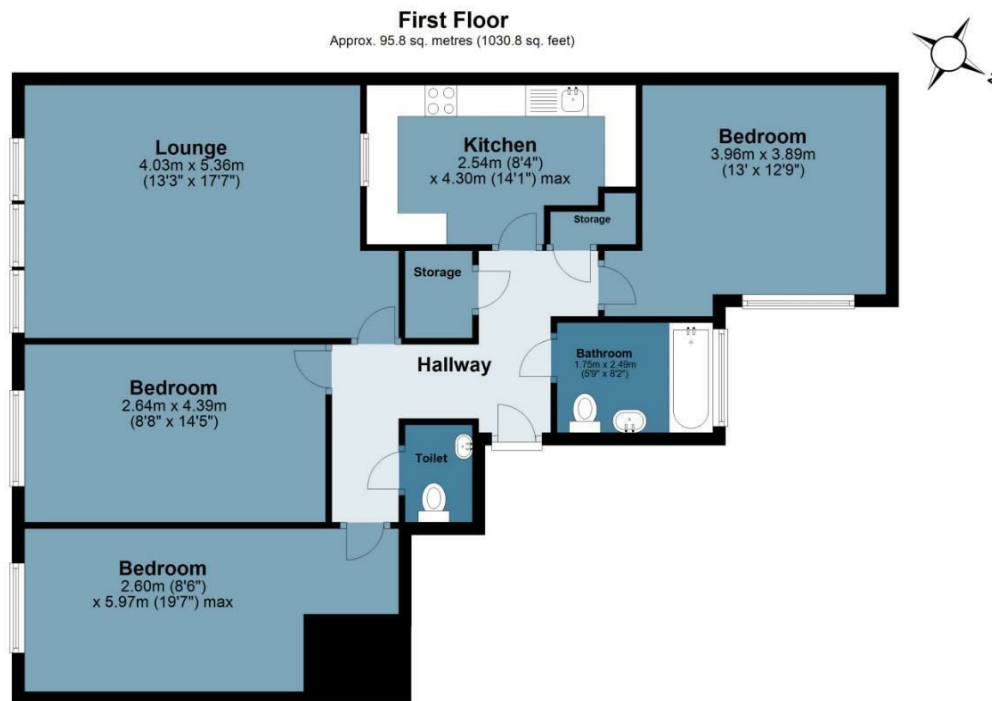 First Floor
Approx. 95.8 sq. metres (1030.8 sq. feet)
Lounge
4.03m x 5.36m
(13'3" x 17'7")
Kitchen
2.54m (8'4")
x 4.30m (14'1") max
Bedroom
3.96m x 3.89m
(13' x 12'9")
Storage
Storage
Hallway
Bathroom
1.75m x 2.49m
(5'9" x 8'2")
Bedroom
2.64m x 4.39m
(8'8" x 14'5")
Toilet
Bedroom
2.60m (8'6")
x 5.97m (19'7") max